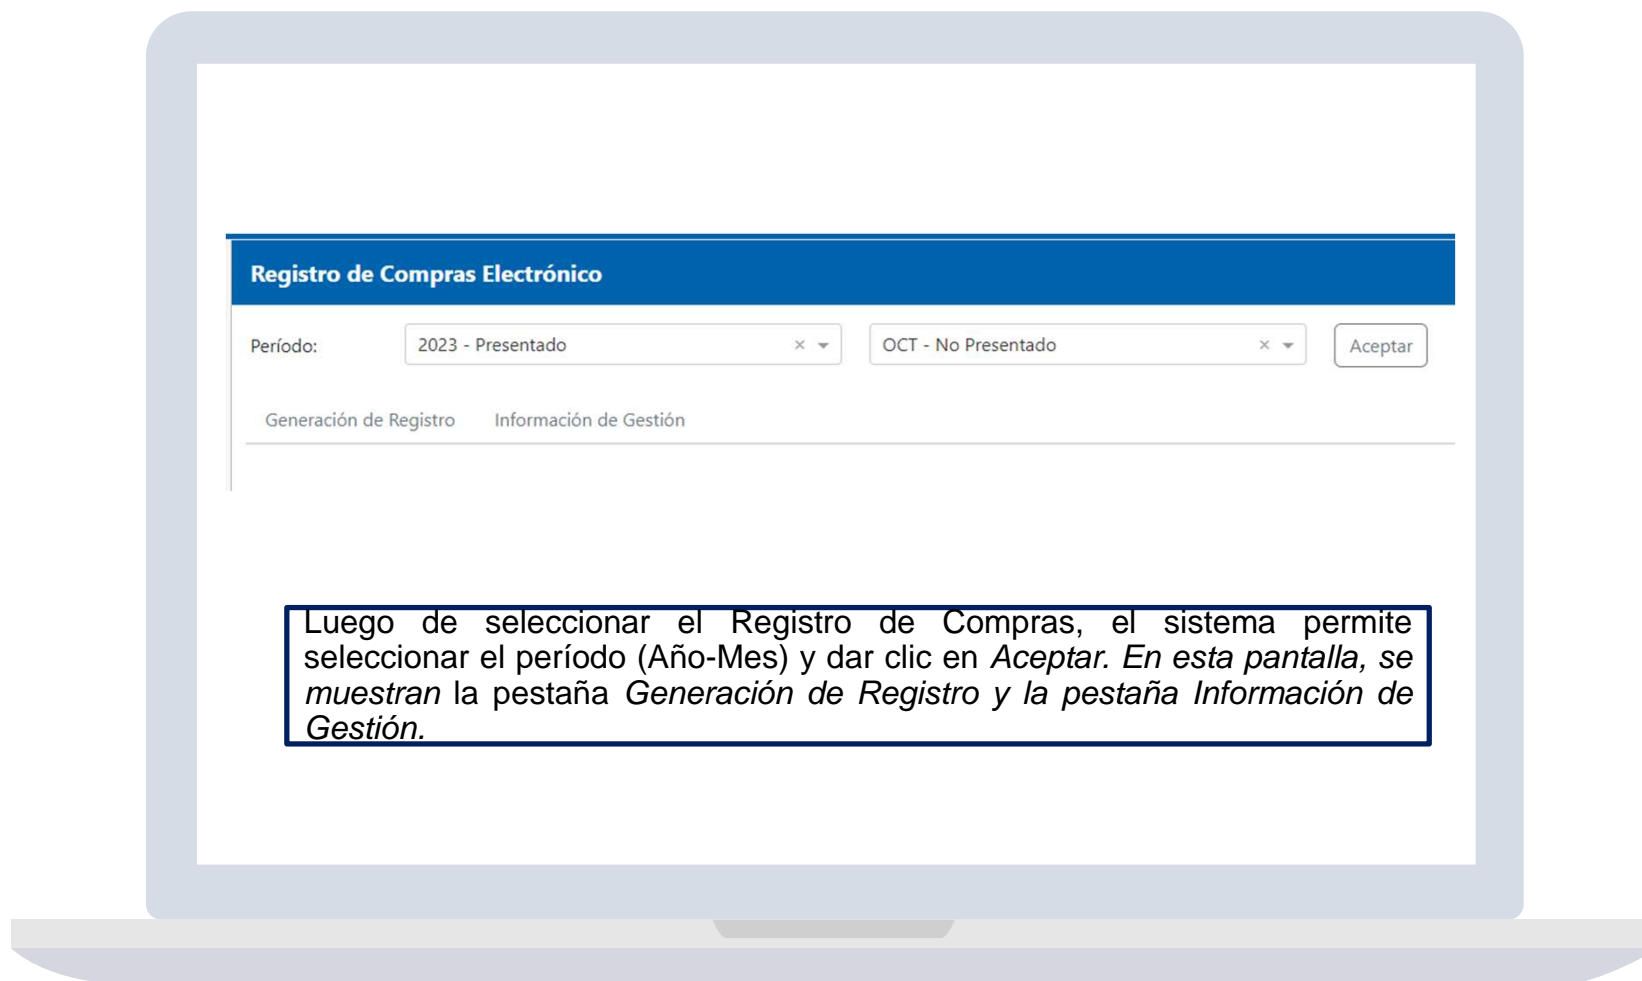 Registro de Compras Electrónico
Período: 2023 - Presentado × OCT - No Presentado × Aceptar
Generación de Registro Información de Gestión
Luego de seleccionar el Registro de Compras, el sistema permite
seleccionar el período (Año-Mes) y dar clic en Aceptar. En esta pantalla, se
muestran la pestaña Generación de Registro y la pestaña Información de
Gestión.